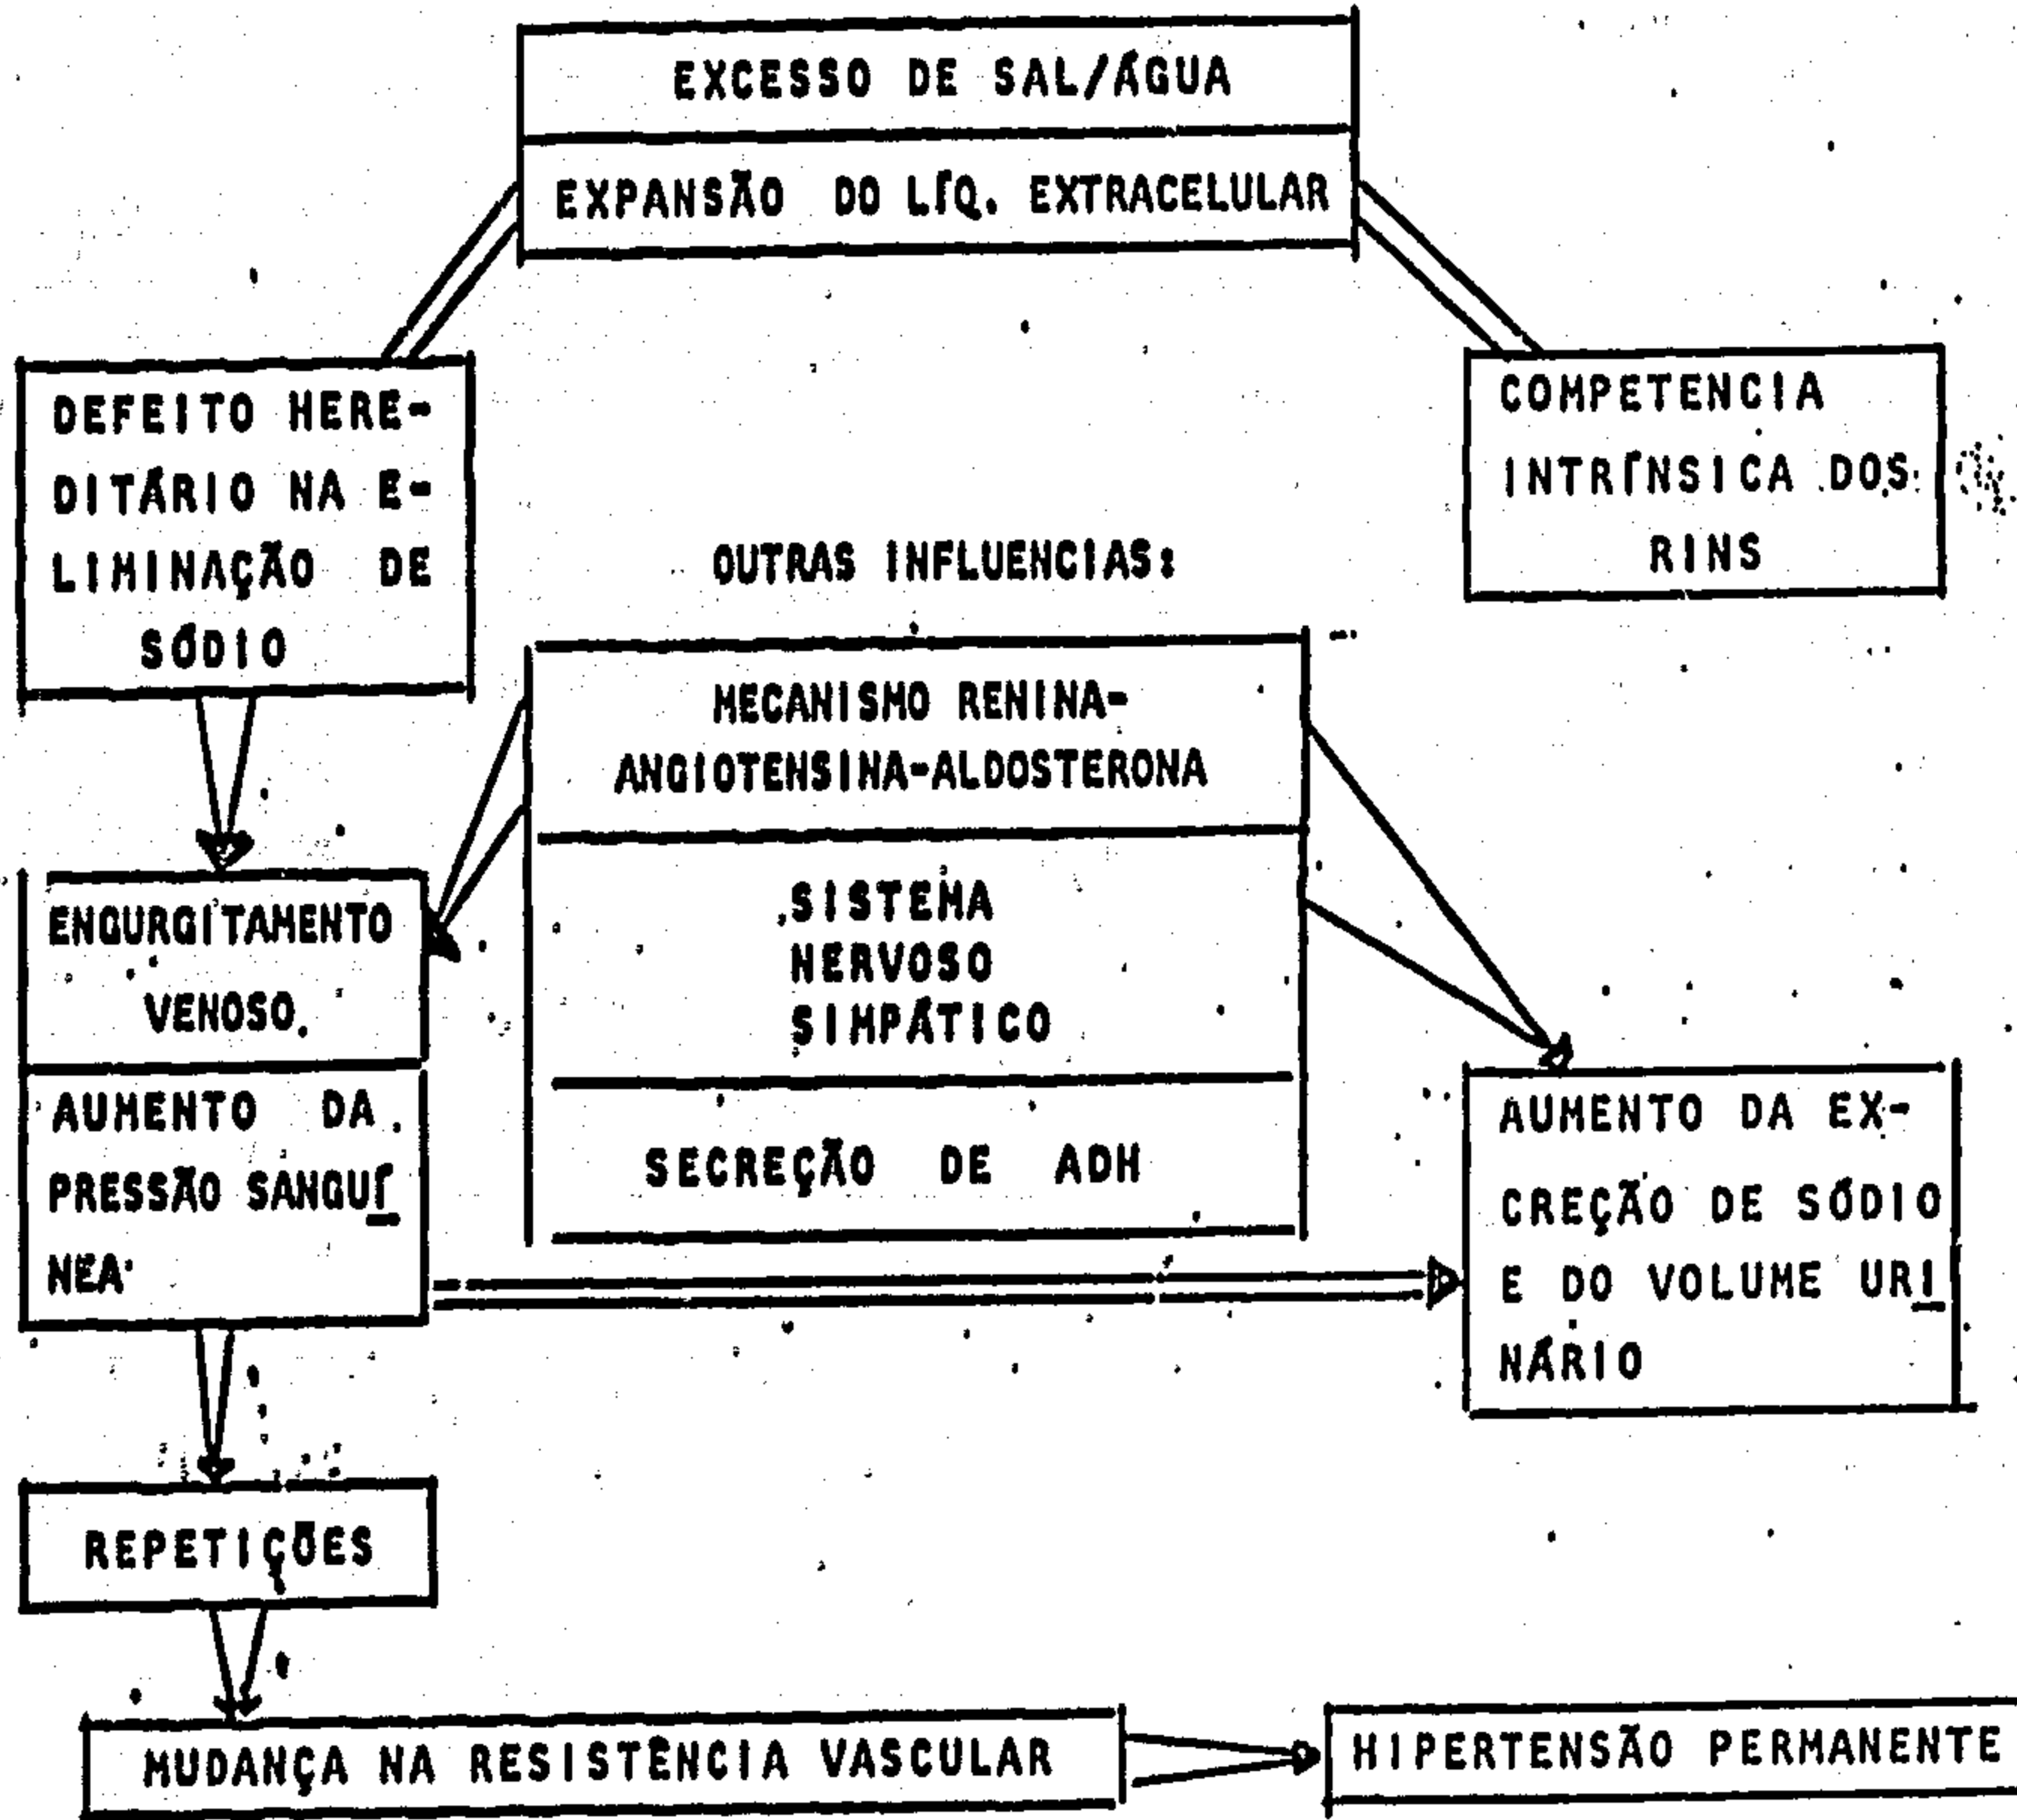 EXCESSO DE SAL/ÁGUA
EXPANSÃO DO LÍQ. EXTRACELULAR
DEFEITO HERE-
DITÁRIO NA E-
LIMINAÇÃO DE
SÓDIO
COMPETENCIA
INTRÍNSICA DOS
RINS
OUTRAS INFLUENCIAS:
MECANISMO RENINA-
ANGIOTENSINA-ALDOSTERONA
SISTEMA
NERVOSO
SIMPÁTICO
SECREÇÃO DE ADH
ENGURGITAMENTO
VENOSO.
AUMENTO DA
PRESSÃO SANGUÍ
NEA
AUMENTO DA EX-
CREÇÃO DE SÓDIO
E DO VOLUME URI
NÁRIO
REPETIÇÕES
MUDANÇA NA RESISTÊNCIA VASCULAR
HIPERTENSÃO PERMANENTE